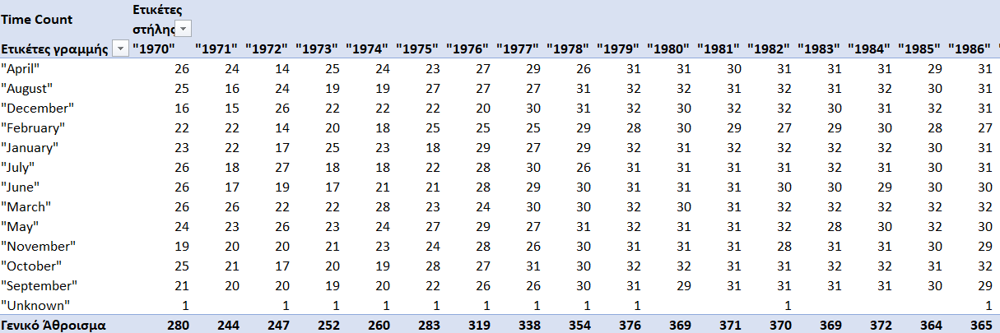 Time Count Ετικέτες στήλης
Ετικέτες γραμμής "1970" "1971" "1972" "1973" "1974" "1975" "1976" "1977" "1978" "1979" "1980" "1981" "1982" "1983" "1984" "1985" "1986"
"April" 26 24 14 25 24 23 27 29 26 31 31 30 31 31 31 29 31
"August" 25 16 24 19 19 27 27 27 31 32 32 31 32 31 32 30 31
"December" 16 15 26 22 22 22 20 30 31 32 30 32 32 30 31 32 31
"February" 22 22 14 20 18 25 25 25 29 28 30 29 27 29 30 28 27
"January" 23 22 17 25 23 18 29 27 29 32 31 32 32 32 32 30 31
"July" 26 18 27 18 18 22 28 30 26 31 31 31 31 32 31 30 31
"June" 26 17 19 17 21 21 28 29 30 31 31 31 30 30 29 30 30
"March" 26 26 22 22 28 23 24 30 30 32 30 31 32 32 32 32 32
"May" 24 23 26 23 24 27 29 27 31 32 31 31 32 28 30 32 30
"November" 19 20 20 21 23 24 28 26 30 31 31 31 28 31 31 30 29
"October" 25 21 17 20 19 28 27 31 30 32 32 31 31 32 32 31 32
"September" 21 20 20 19 20 22 26 26 30 31 29 31 31 31 31 30 29
"Unknown" 1 1 1 1 1 1 1 1 1 1 1
Γενικό Άθροισμα 280 244 247 252 260 283 319 338 354 376 369 371 370 369 372 364 365